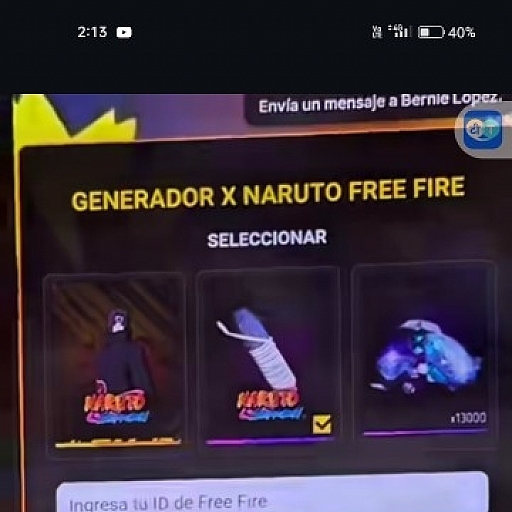 2:13
40%
Envía un mensaje a Bernie López.
GENERADOR X NARUTO FREE FIRE
SELECCIONAR
NARUTO
NARUTO
x13000
Ingresa tu ID de Free Fire